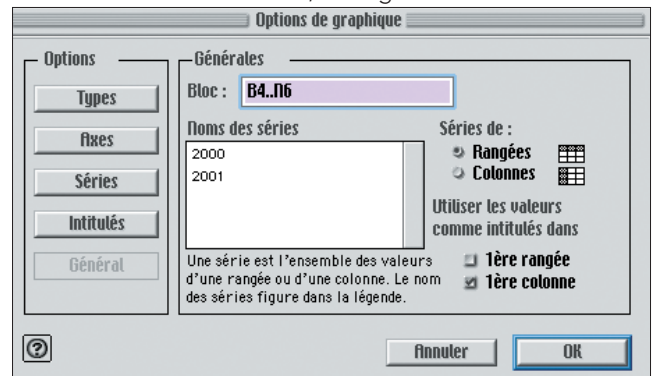 Options de graphique
Options
Types
Axes
Séries
Intitulés
Général
Générales
Bloc : B4..N6
Noms des séries
2000
2001
Une série est l'ensemble des valeurs
d'une rangée ou d'une colonne. Le nom
des séries figure dans la légende.
Séries de :
Rangées
Colonnes
Utiliser les valeurs
comme intitulés dans
1ère rangée
1ère colonne
?
Annuler
OK